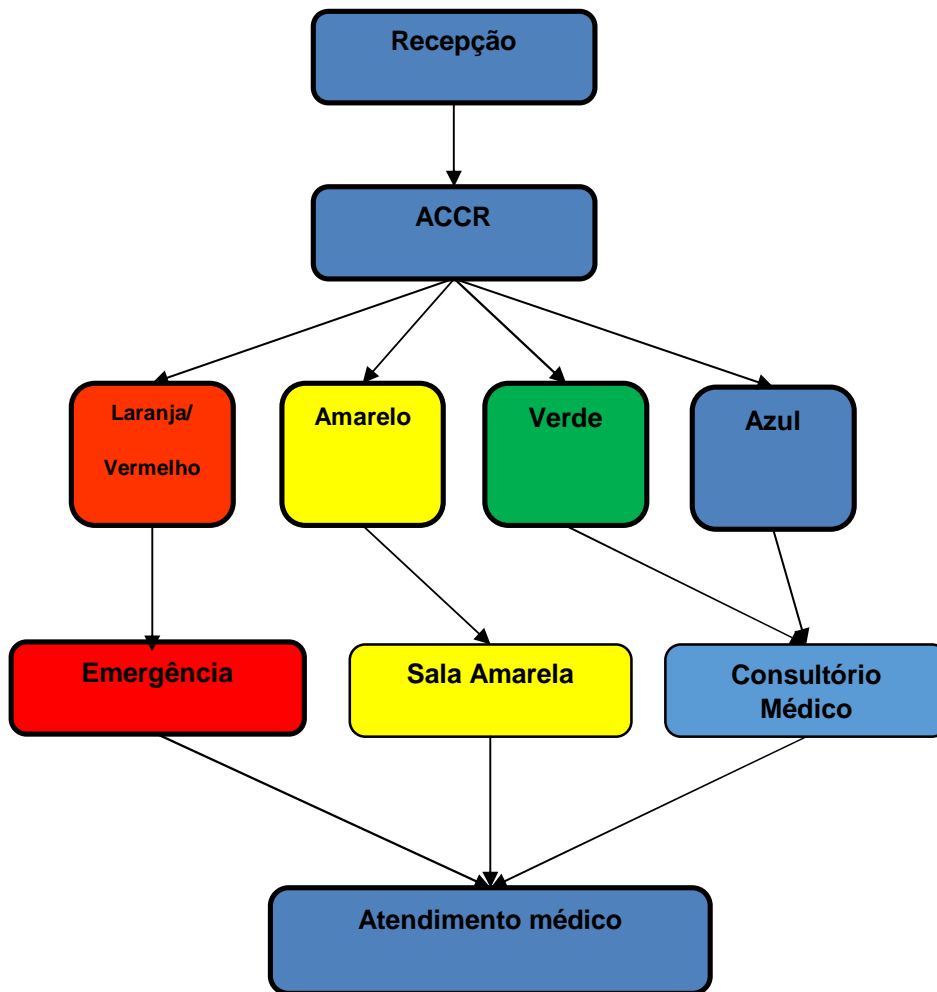 Recepção
ACCR
Laranja/
Vermelho
Amarelo
Verde
Azul
Emergência
Sala Amarela
Consultório
Médico
Atendimento médico